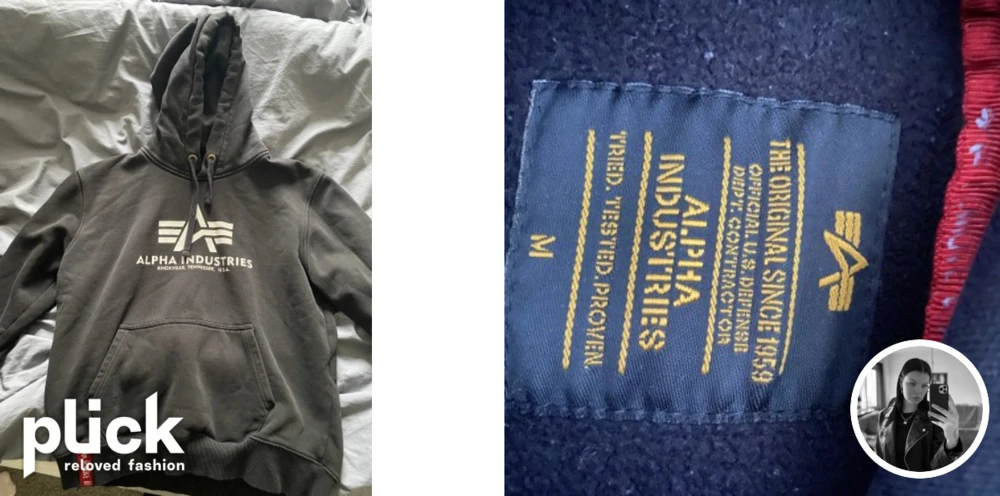 ALPHA INDUSTRIES
KNOXVILLE, TENNESSEE, U.S.A.
plick
reloved fashion
THE ORIGINAL SINCE 1959
OFFICIAL U.S. DEFENSE
DEPT. CONTRACTOR
ALPHA
INDUSTRIES
TRIED. TESTED. PROVEN.
M